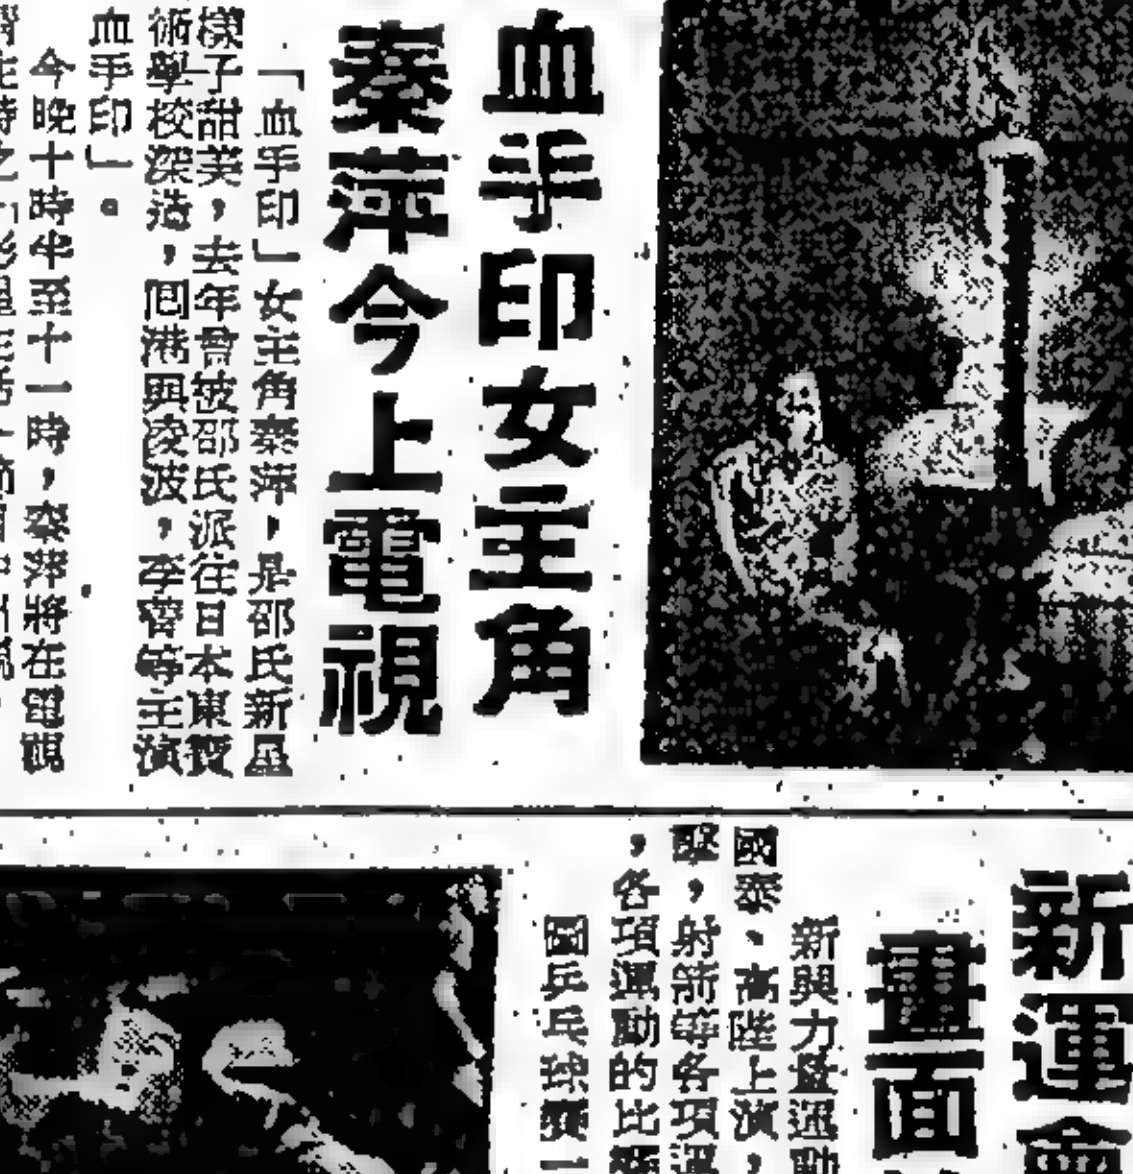 血手印女主角
秦萍今上電視
「血手印」女主角秦萍，是邵氏新星
樣子甜美，去年曾被邵氏派往日本東寶
術學校深造，囘港與凌波，李菁等主演
血手印」。
今晚十時半至十一時，秦萍將在電視
新運會
畫面
新興力量運動
國泰、高陞上演，
擊，射箭等各項運
，各項運動的比賽
國乒乓球賽一